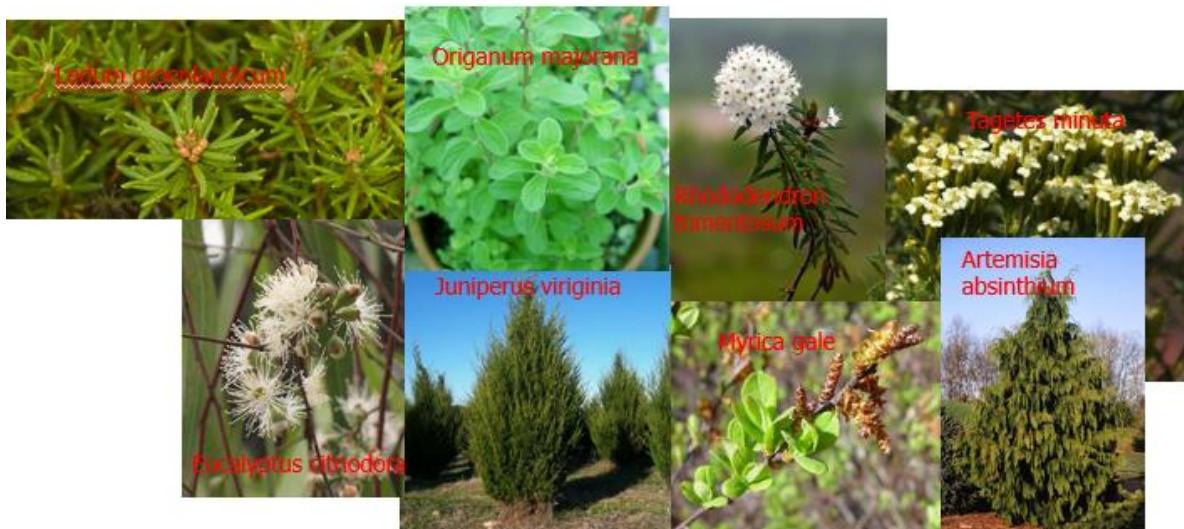 Ledum groenlandicum
Origanum majorana
Rhododendron
tomentosum
Tagetes minuta
Eucalyptus citriodora
Juniperus viriginia
Myrica gale
Artemisia
absinthium